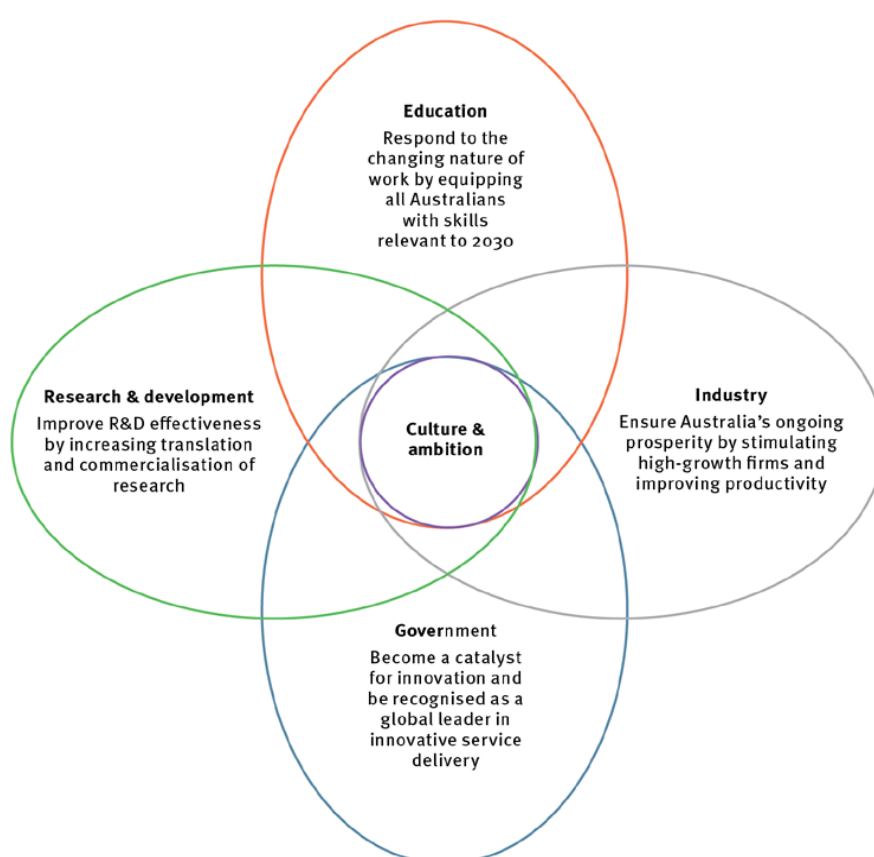 Education
Respond to the
changing nature of
work by equipping
all Australians
with skills
relevant to 2030
Research & development
Improve R&D effectiveness
by increasing translation
and commercialisation of
research
Culture &
ambition
Industry
Ensure Australia's ongoing
prosperity by stimulating
high-growth firms and
improving productivity
Government
Become a catalyst
for innovation and
be recognised as a
global leader in
innovative service
delivery